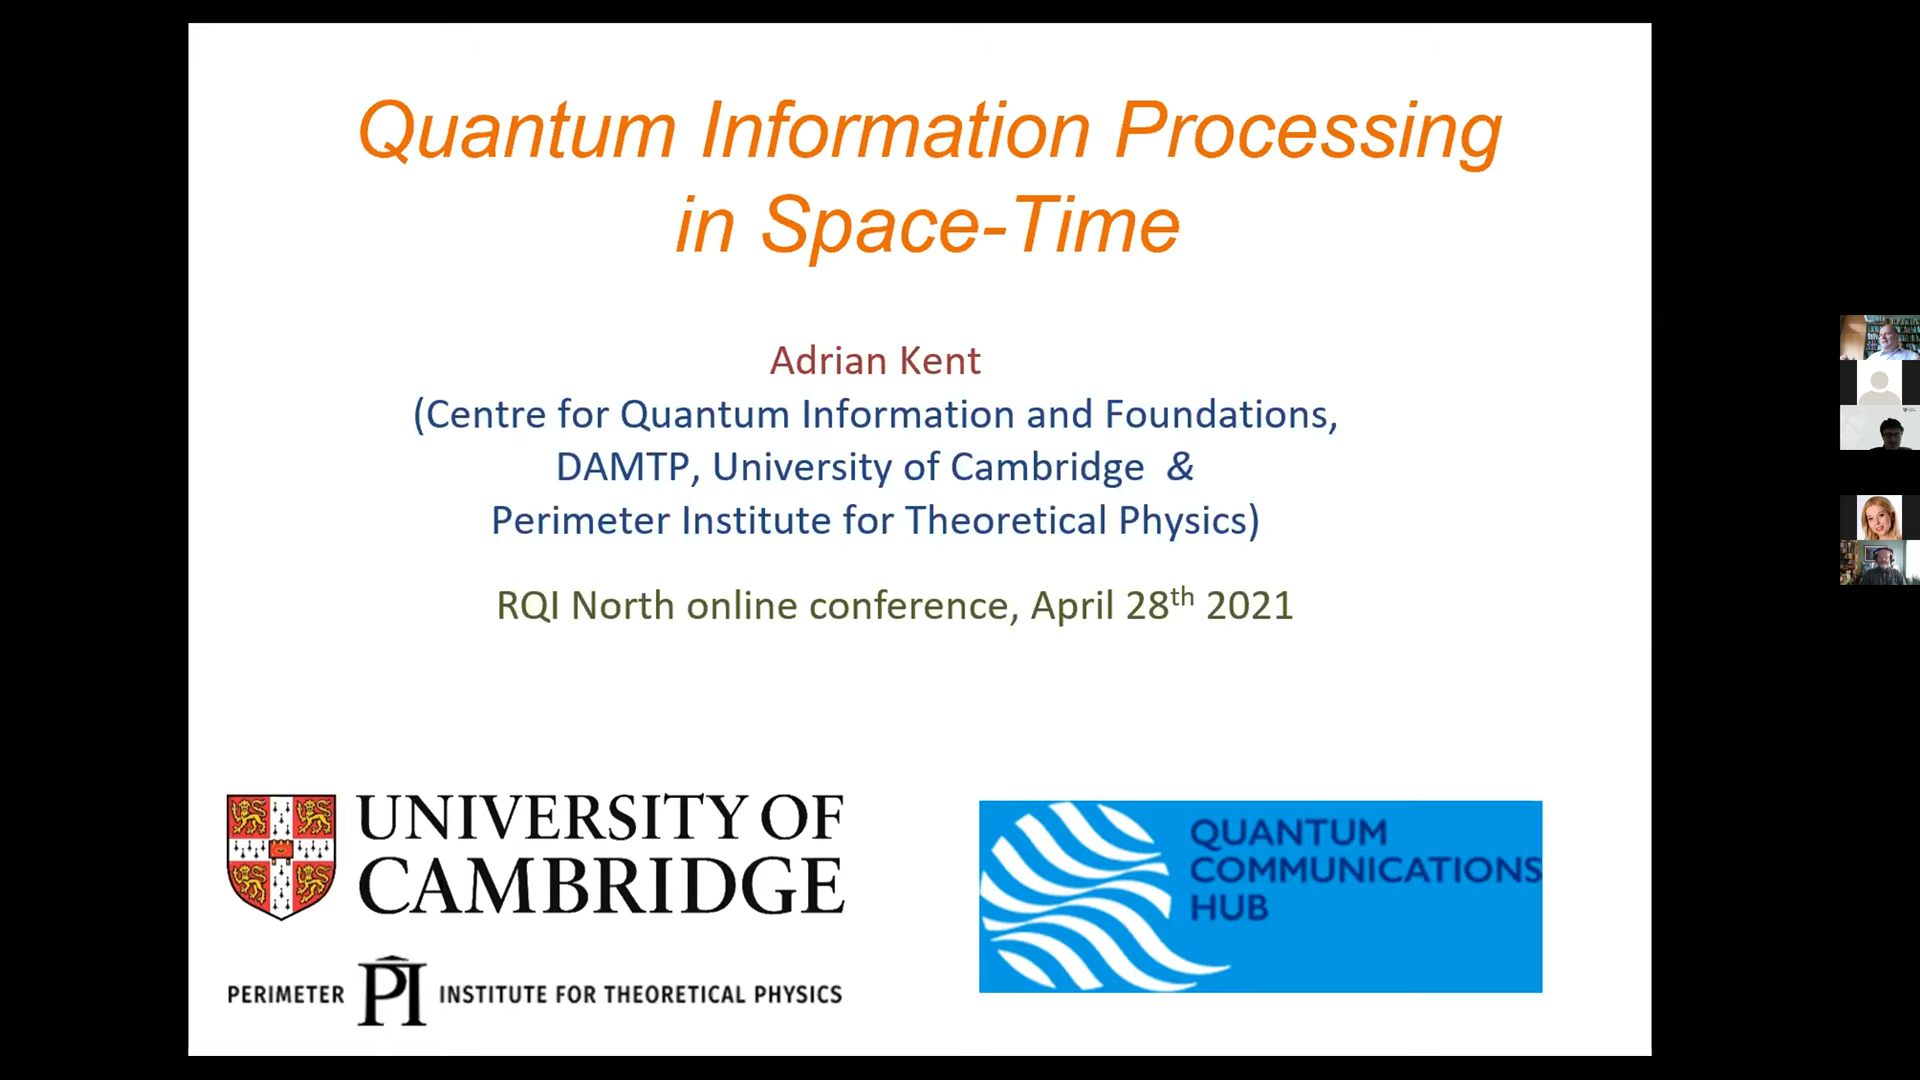 Quantum Information Processing
in Space-Time
Adrian Kent
(Centre for Quantum Information and Foundations,
DAMTP, University of Cambridge &
Perimeter Institute for Theoretical Physics)
RQI North online conference, April 28th 2021
UNIVERSITY OF
CAMBRIDGE
PERIMETER PI INSTITUTE FOR THEORETICAL PHYSICS
QUANTUM
COMMUNICATIONS
HUB